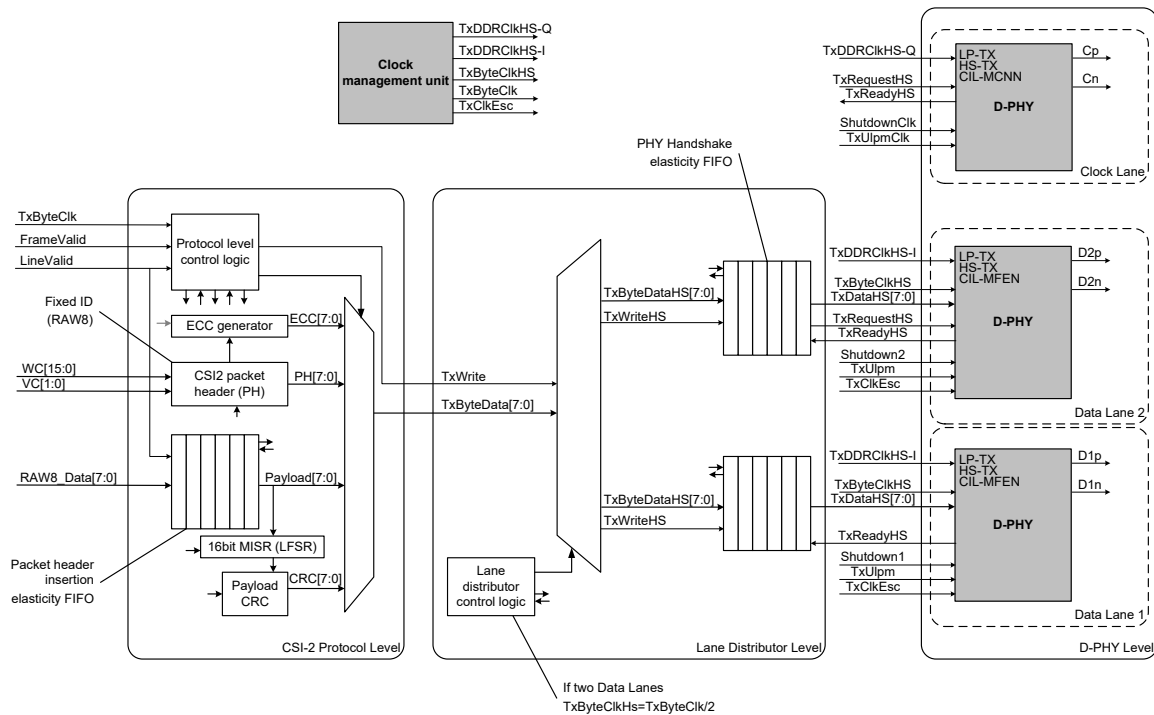 TxDDRClkHS-Q
TxDDRClkHS-I
TxByteClkHS
TxByteClk
TxClkEsc
Clock
management unit
TxDDRClkHS-Q
TxRequestHS
TxReadyHS
ShutdownClk
TxUlpmClk
LP-TX
HS-TX
CIL-MCNN
D-PHY
Cp
Cn
Clock Lane
PHY Handshake
elasticity FIFO
TxByteClk
FrameValid
LineValid
Protocol level
control logic
Fixed ID
(RAW8)
ECC generator
ECC[7:0]
WC[15:0]
VC[1:0]
CSI2 packet
header (PH)
PH[7:0]
RAW8_Data[7:0]
Payload[7:0]
16bit MISR (LFSR)
Payload
CRC
CRC[7:0]
Packet header
insertion
elasticity FIFO
CSI-2 Protocol Level
TxWrite
TxByteData[7:0]
TxByteDataHS[7:0]
TxWriteHS
TxByteDataHS[7:0]
TxWriteHS
Lane
distributor
control logic
Lane Distributor Level
If two Data Lanes
TxByteClkHs=TxByteClk/2
TxDDRClkHS-I
TxByteClkHS
TxDataHS[7:0]
TxRequestHS
TxReadyHS
Shutdown2
TxUlpm
TxClkEsc
LP-TX
HS-TX
CIL-MFEN
D-PHY
D2p
D2n
Data Lane 2
TxDDRClkHS-I
TxByteClkHS
TxDataHS[7:0]
TxReadyHS
Shutdown1
TxUlpm
TxClkEsc
LP-TX
HS-TX
CIL-MFEN
D-PHY
D1p
D1n
Data Lane 1
D-PHY Level